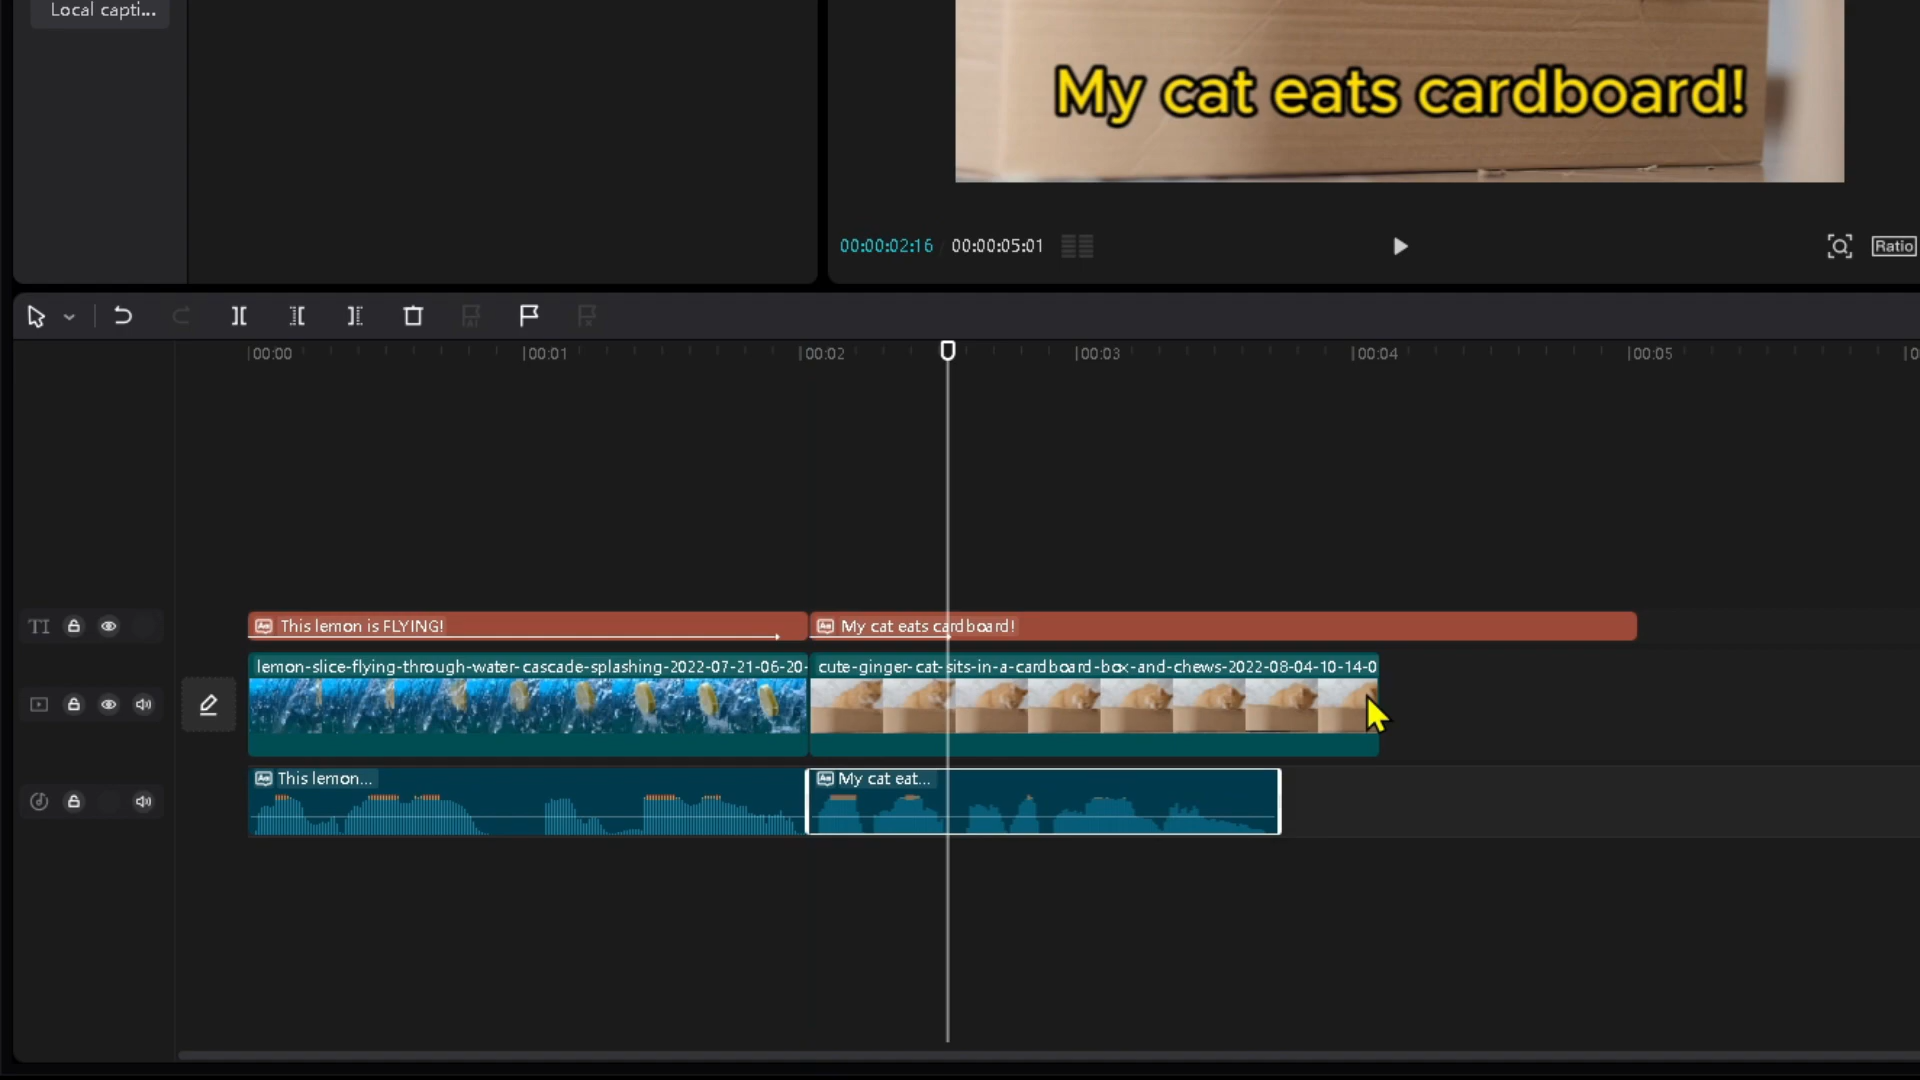 Local capti...
My cat eats cardboard!
00:00:02:16 00:00:05:01
Ratio
00:00 00:01 00:02 00:03 00:04 00:05
TI This lemon is FLYING! My cat eats cardboard!
lemon-slice-flying-through-water-cascade-splashing-2022-07-21-06-20- cute-ginger-cat-sits-in-a-cardboard-box-and-chews-2022-08-04-10-14-0
This lemon... My cat eat...